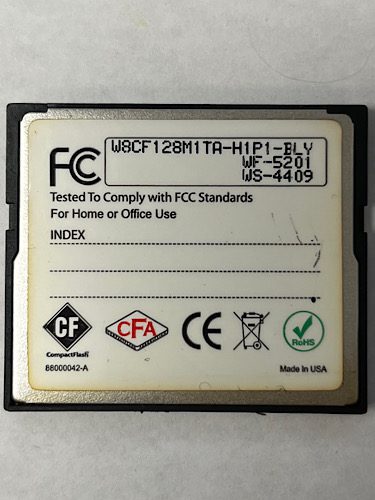 FC
W8CF128M1TA-H1P1-BLY
WF-5201
WS-4409
Tested To Comply with FCC Standards
For Home or Office Use
INDEX
CF CFA CE RoHS
CompactFlash
88000042-A Made In USA